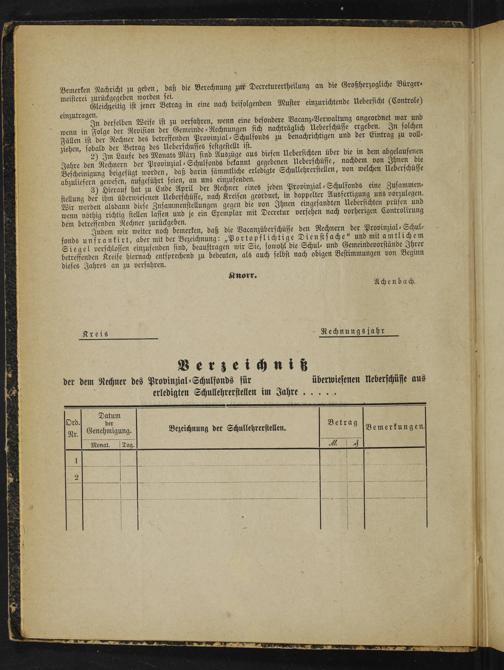 Bemerken Nachricht zu geben, daß die Berechnung zur Decreturertheilung an die Großherzogliche Bürger-
meisterei zurückgegeben worden sei.
Gleichzeitig ist jener Betrag in eine nach beifolgendem Muster einzurichtende Uebersicht (Controle)
einzutragen.
In derselben Weise ist zu verfahren, wenn eine besondere Vacanz-Verwaltung angeordnet war und
wenn in Folge der Revision der Gemeinde-Rechnungen sich nachträglich Ueberschüsse ergeben. In solchen
Fällen ist der Rechner des betreffenden Provinzial-Schulfonds zu benachrichtigen und der Eintrag zu voll-
ziehen, sobald der Betrag des Ueberschusses festgestellt ist.
2) Im Laufe des Monats März sind Auszüge aus diesen Uebersichten über die in dem abgelaufenen
Jahre den Rechnern der Provinzial-Schulfonds bekannt gegebenen Ueberschüsse, nachdem von Ihnen die
Bescheinigung beigefügt worden, daß darin sämmtliche erledigte Schullehrerstellen, von welchen Ueberschüsse
abzuliefern gewesen, aufgeführt seien, an uns einzusenden.
3) Hierauf hat zu Ende April der Rechner eines jeden Provinzial-Schulfonds eine Zusammen-
stellung der ihm überwiesenen Ueberschüsse, nach Kreisen geordnet, in doppelter Ausfertigung uns vorzulegen.
Wir werden alsdann diese Zusammenstellungen gegen die von Ihnen eingesandten Uebersichten prüfen und
wenn nöthig richtig stellen lassen und je ein Exemplar mit Decretur versehen nach vorheriger Controlirung
dem betreffenden Rechner zurückgeben.
Indem wir weiter noch bemerken, daß die Vacanzüberschüsse den Rechnern der Provinzial-Schul-
fonds unfrankirt, aber mit der Bezeichnung: „Portopflichtige Dienstsache“ und mit amtlichem
Siegel verschlossen einzusenden sind, beauftragen wir Sie, sowohl die Schul- und Gemeindevorstände Ihrer
betreffenden Kreise hiernach entsprechend zu bedeuten, als auch selbst nach obigen Bestimmungen von Beginn
dieses Jahres an zu verfahren.
Knorr.
Achenbach.
Kreis
Rechnungsjahr
Verzeichniß
der dem Rechner des Provinzial-Schulfonds für überwiesenen Ueberschüsse aus
erledigten Schullehrerstellen im Jahre . . . . .
Ord. Nr.
Datum der Genehmigung.
Monat. Tag.
Bezeichnung der Schullehrerstellen.
Betrag
M. ₰
Bemerkungen.
1
2